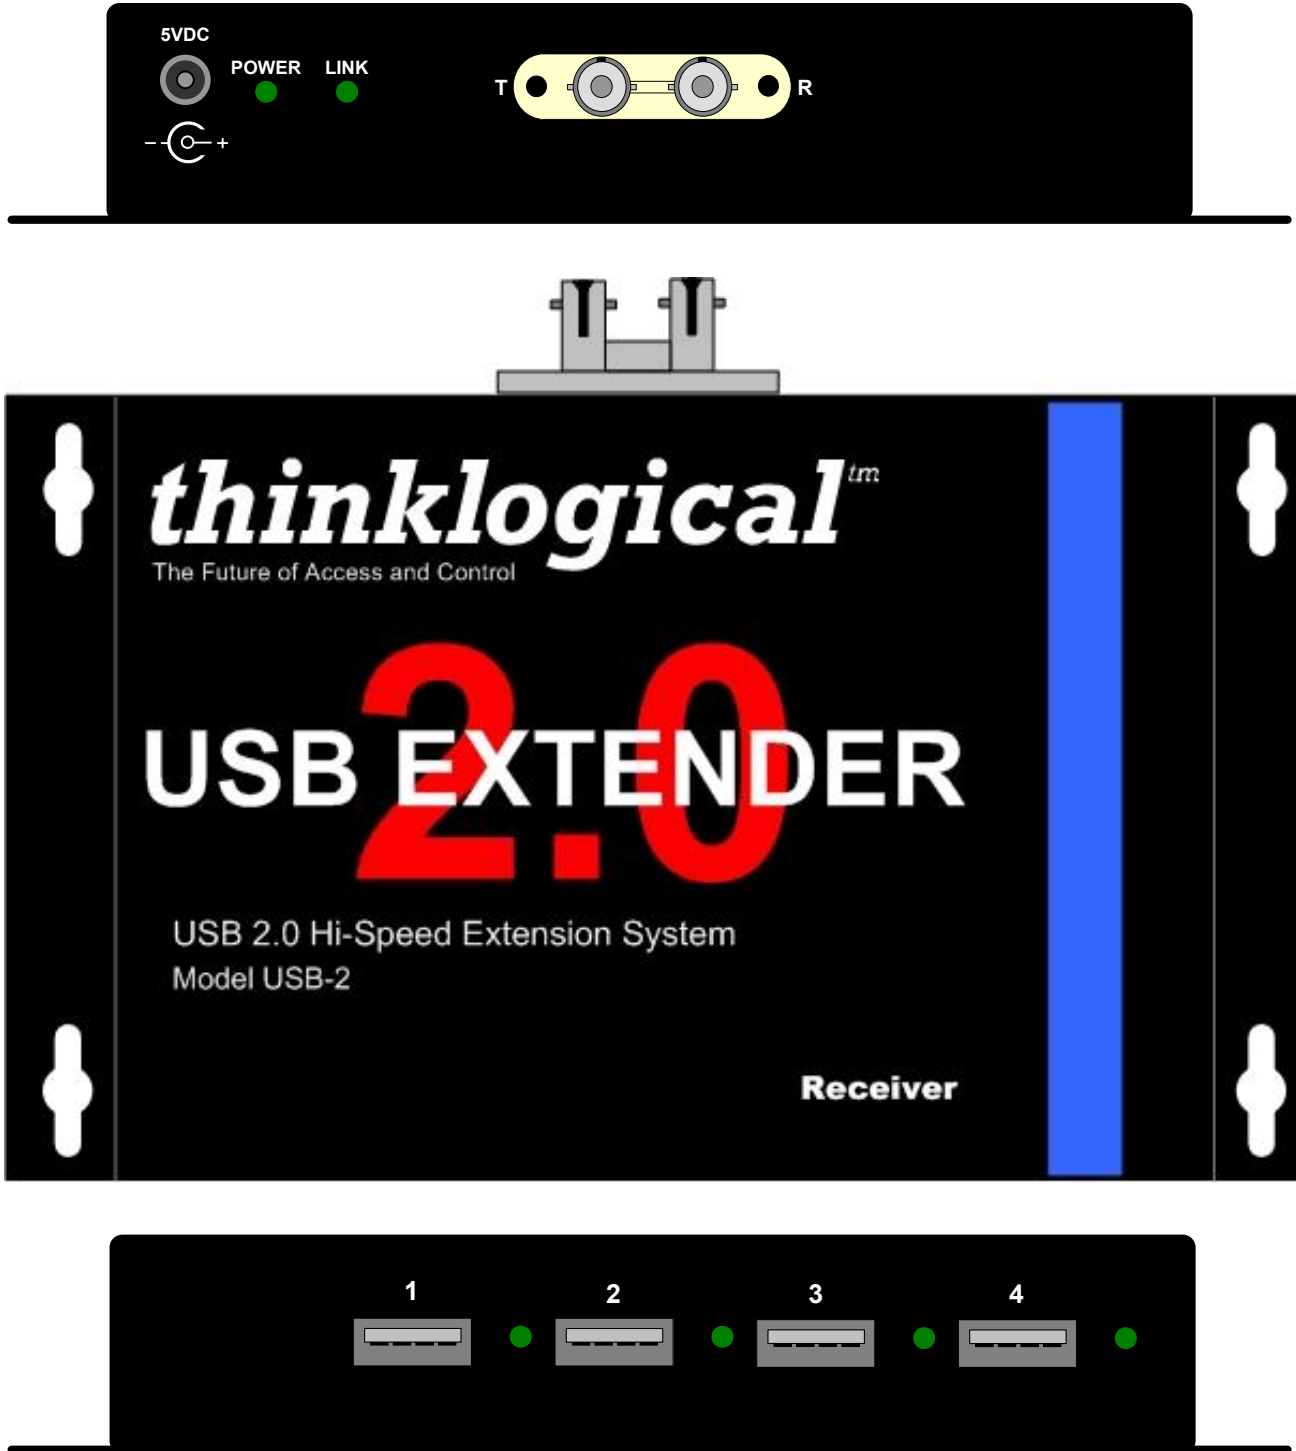 5VDC
POWER LINK
T R
- +
thinklogical tm
The Future of Access and Control
2.0
USB EXTENDER
USB 2.0 Hi-Speed Extension System
Model USB-2
Receiver
1 2 3 4